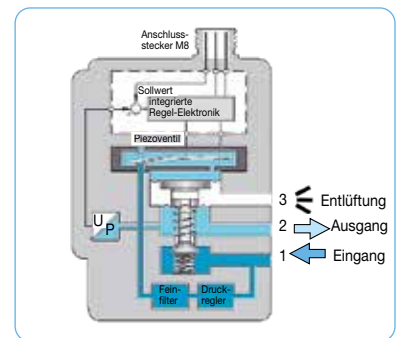 Anschluss-
stecker M8
Sollwert
integrierte
Regel-Elektronik
Piezoventil
3 Entlüftung
U
P
2 Ausgang
1 Eingang
Fein-
filter
Druck-
regler